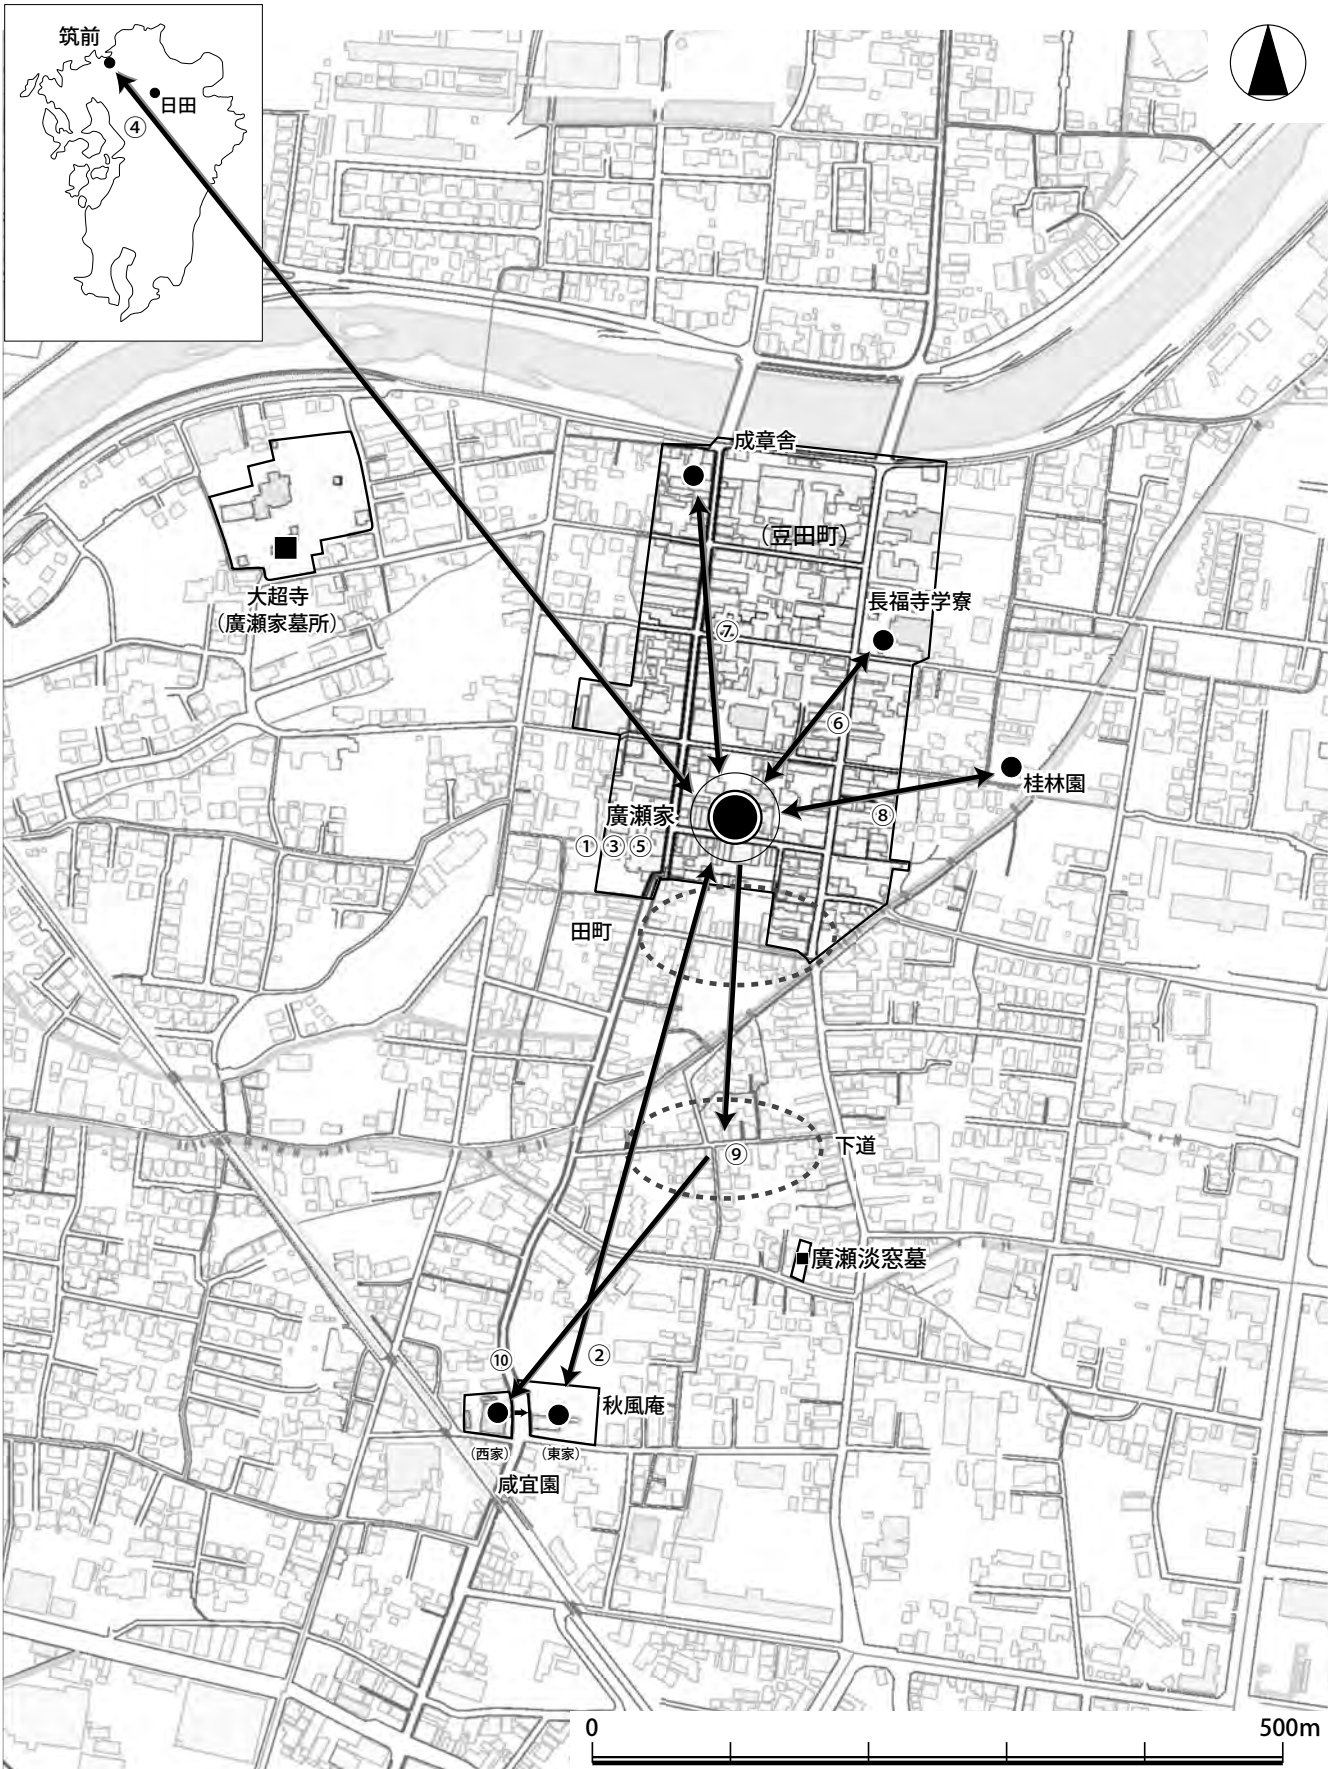 筑前
日田
④
成章舎
（豆田町）
大超寺
（廣瀬家墓所）
長福寺学寮
⑦
⑥
桂林園
廣瀬家
⑧
①③⑤
田町
下道
⑨
廣瀬淡窓墓
⑩
②
秋風庵
（西家）
（東家）
咸宜園
0
500m